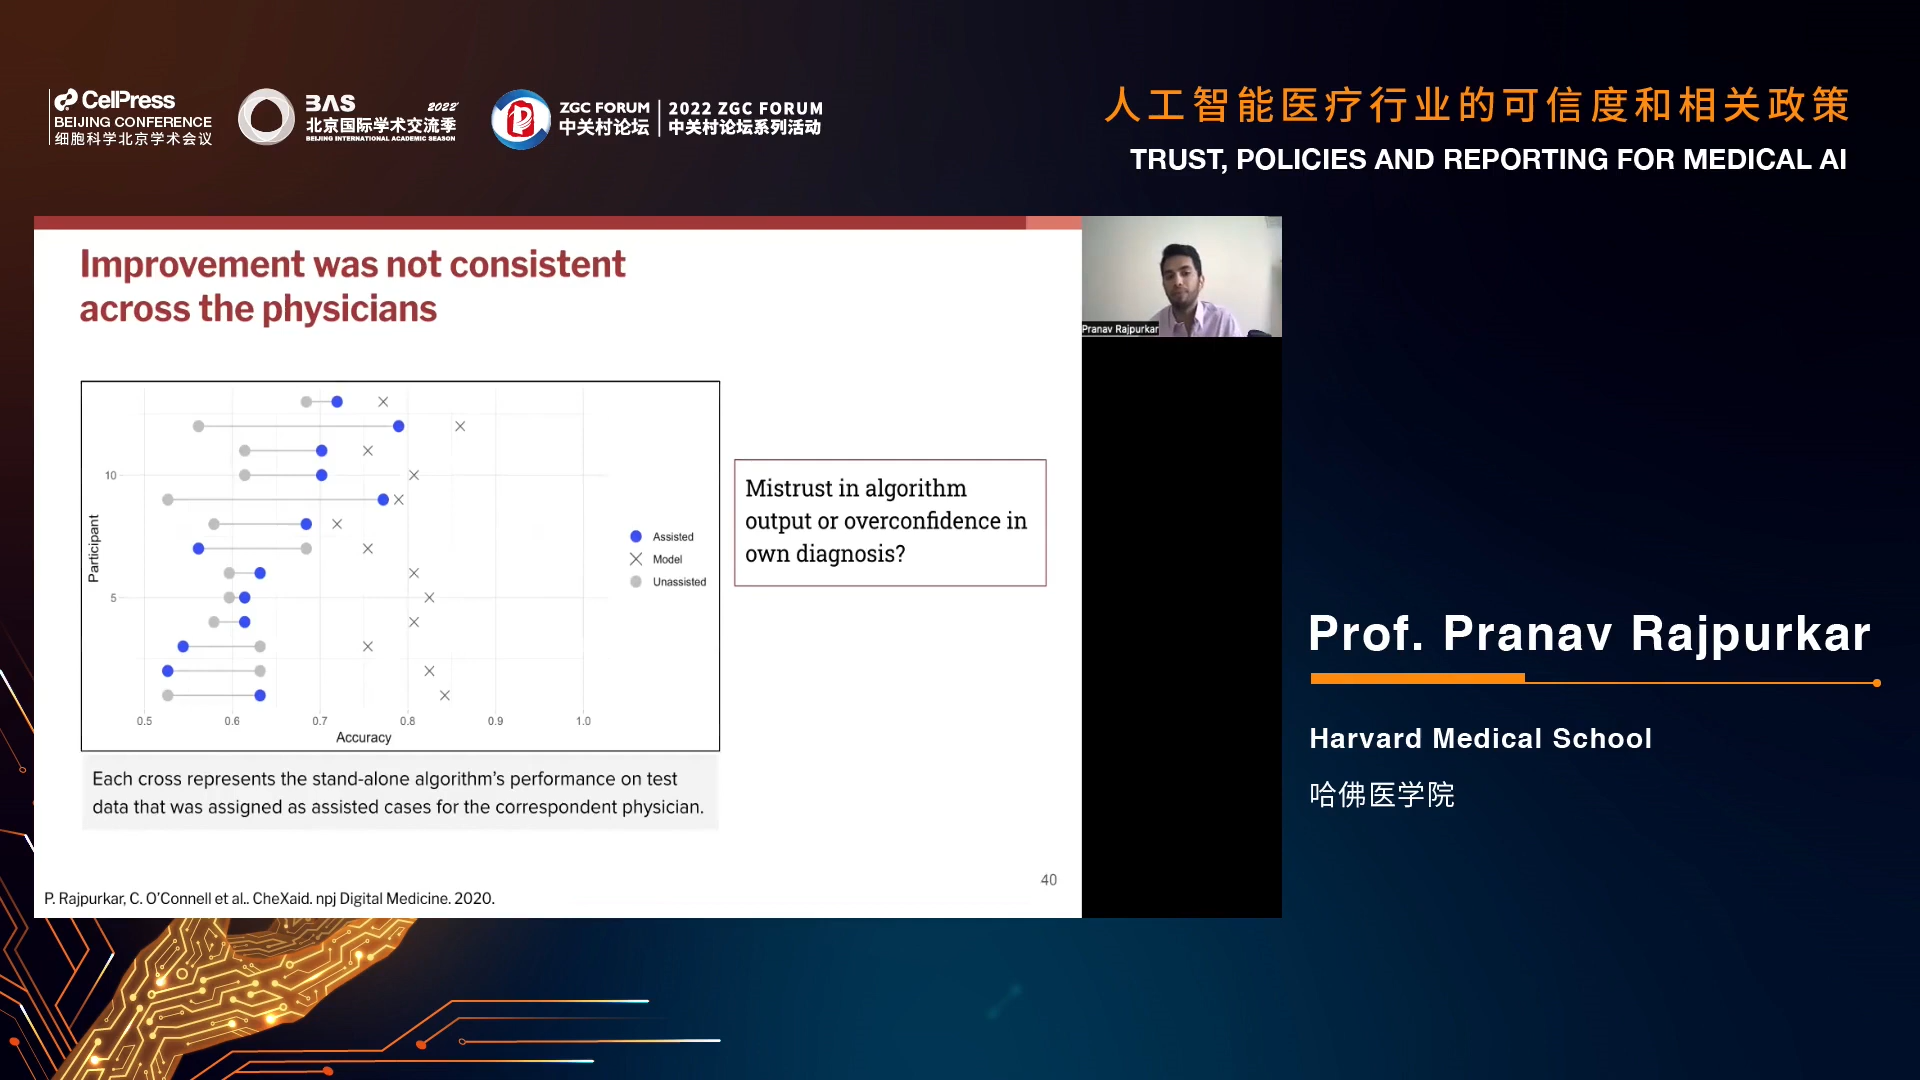 CellPress
BEIJING CONFERENCE
细胞科学北京学术会议
BAS 2022'
北京国际学术交流季
BEIJING INTERNATIONAL ACADEMIC SEASON
ZGC FORUM
中关村论坛
2022 ZGC FORUM
中关村论坛系列活动
人工智能医疗行业的可信度和相关政策
TRUST, POLICIES AND REPORTING FOR MEDICAL AI
Improvement was not consistent
across the physicians
Pranav Rajpurkar
10
5
Participant
0.5 0.6 0.7 0.8 0.9 1.0
Accuracy
Assisted
Model
Unassisted
Mistrust in algorithm
output or overconfidence in
own diagnosis?
Each cross represents the stand-alone algorithm's performance on test
data that was assigned as assisted cases for the correspondent physician.
40
P. Rajpurkar, C. O'Connell et al.. CheXaid. npj Digital Medicine. 2020.
Prof. Pranav Rajpurkar
Harvard Medical School
哈佛医学院